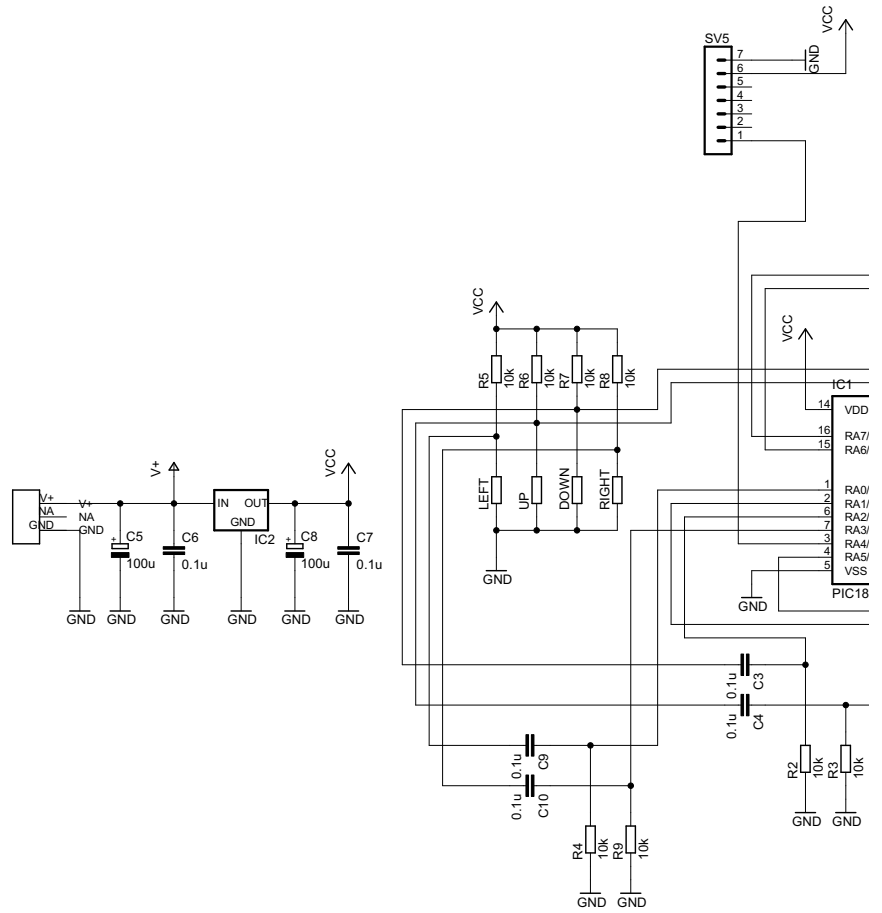 VCC
SV5
7
6
5
4
3
2
1
GND
VCC
VCC
R5
10k
R6
10k
R7
10k
R8
10k
IC1
14
VDD
16
RA7/
15
RA6/
1
RA0/
2
RA1/
6
RA2/
7
RA3/
3
RA4/
4
RA5/
5
VSS
PIC18
GND
LEFT
UP
DOWN
RIGHT
GND
V+
VCC
V+
NA
GND
V+
NA
GND
IN
OUT
GND
IC2
+
C5
100u
C6
0.1u
+
C8
100u
C7
0.1u
GND
GND
GND
GND
GND
GND
0.1u
C3
0.1u
C4
0.1u
C9
0.1u
C10
R2
10k
R3
10k
GND
GND
R4
10k
R9
10k
GND
GND